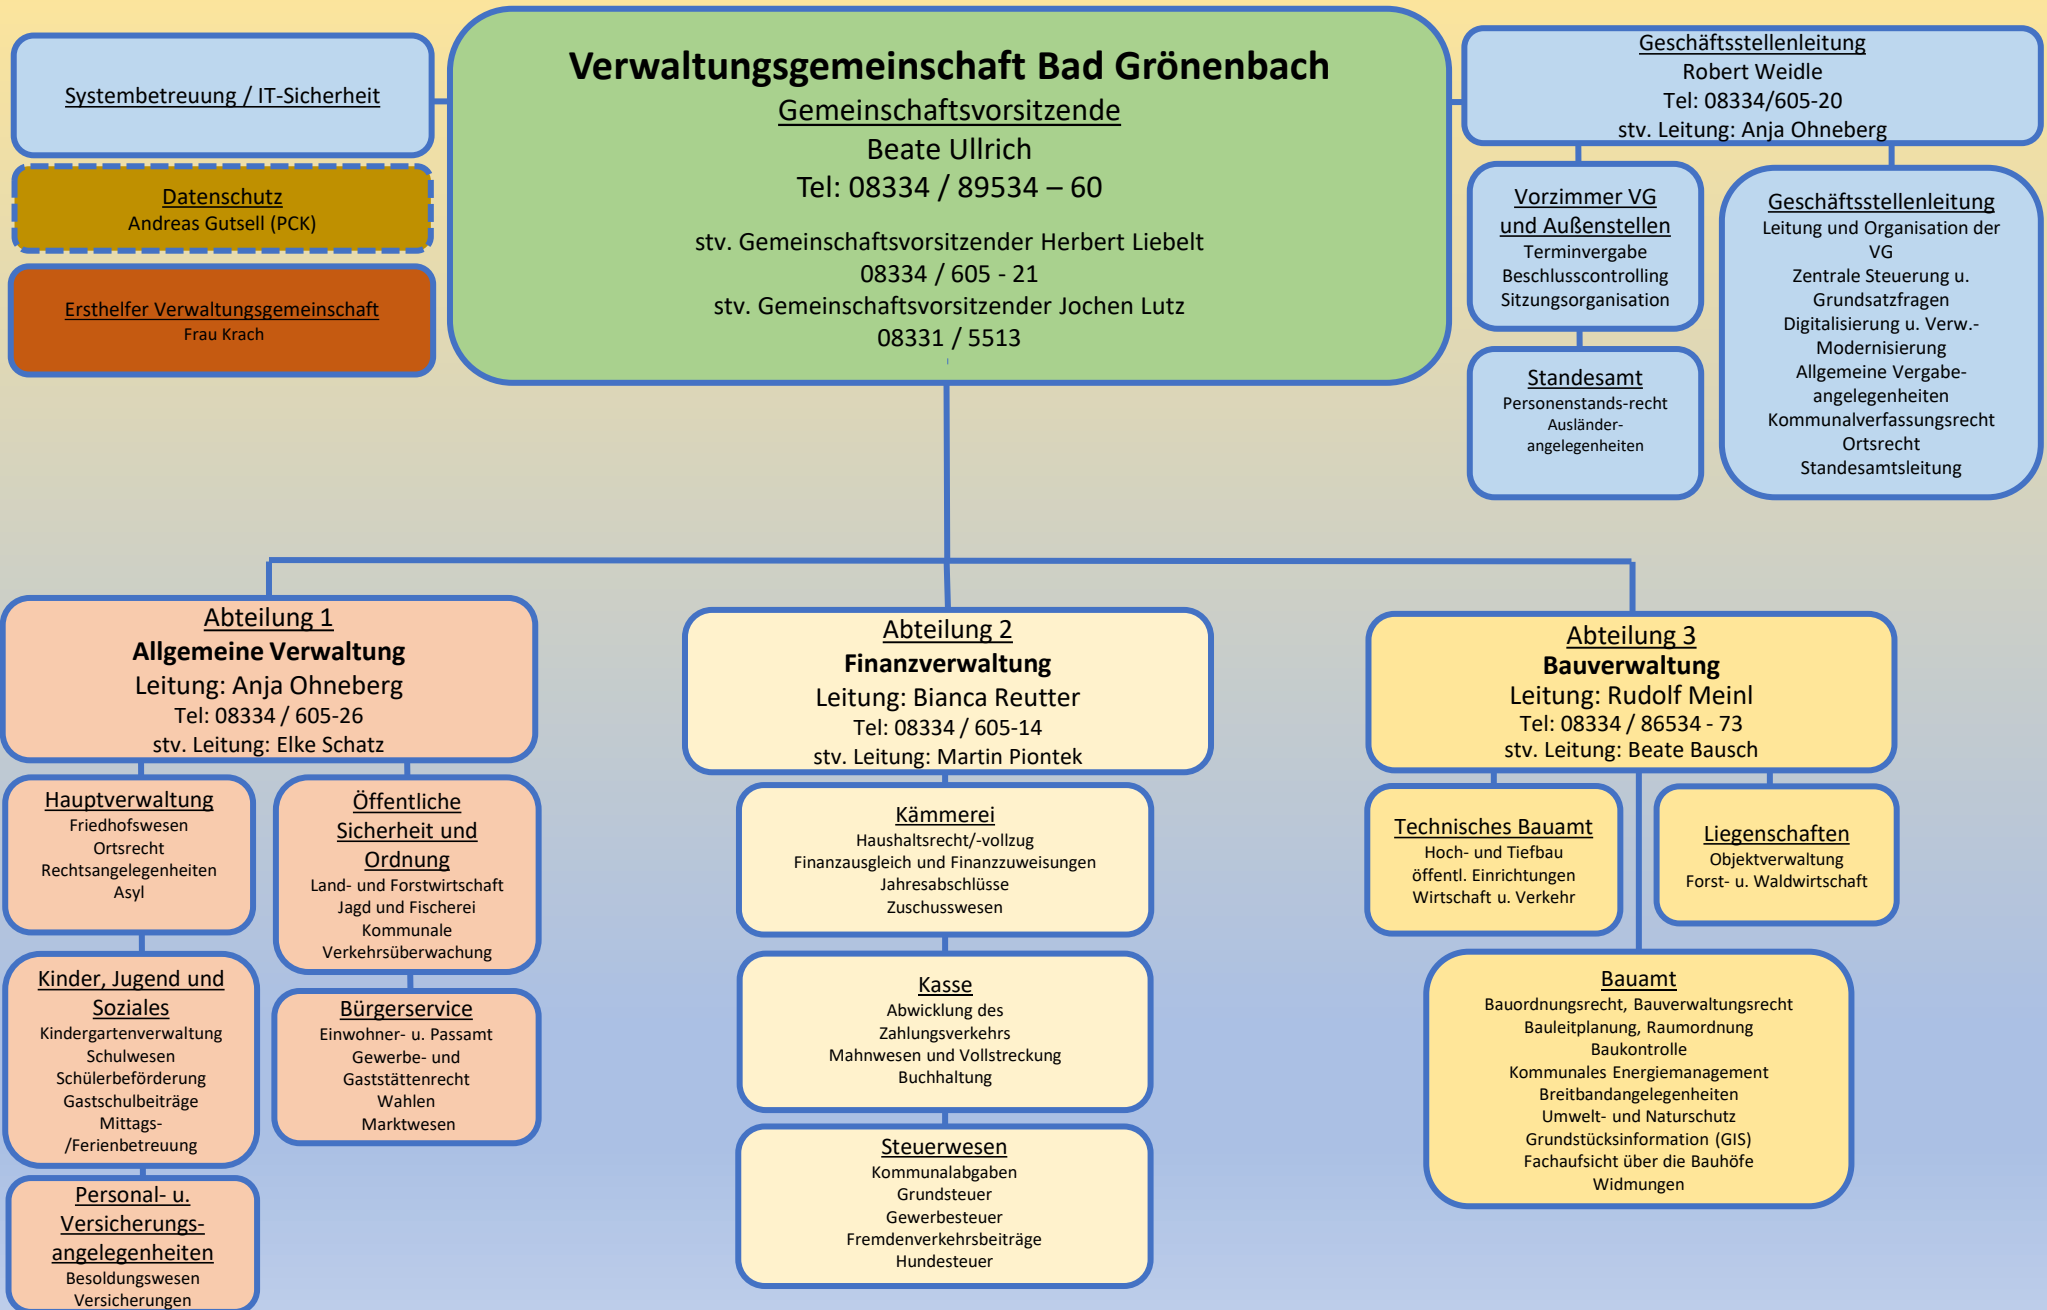 Systembetreuung / IT-Sicherheit
Datenschutz
Andreas Gutsell (PCK)
Ersthelfer Verwaltungsgemeinschaft
Frau Krach
Verwaltungsgemeinschaft Bad Grönenbach
Gemeinschaftsvorsitzende
Beate Ullrich
Tel: 08334 / 89534 – 60
stv. Gemeinschaftsvorsitzender Herbert Liebelt
08334 / 605 - 21
stv. Gemeinschaftsvorsitzender Jochen Lutz
08331 / 5513
Geschäftsstellenleitung
Robert Weidle
Tel: 08334/605-20
stv. Leitung: Anja Ohneberg
Vorzimmer VG
und Außenstellen
Terminvergabe
Beschlusscontrolling
Sitzungsorganisation
Standesamt
Personenstands-recht
Ausländer-
angelegenheiten
Geschäftsstellenleitung
Leitung und Organisation der
VG
Zentrale Steuerung u.
Grundsatzfragen
Digitalisierung u. Verw.-
Modernisierung
Allgemeine Vergabe-
angelegenheiten
Kommunalverfassungsrecht
Ortsrecht
Standesamtsleitung
Abteilung 1
Allgemeine Verwaltung
Leitung: Anja Ohneberg
Tel: 08334 / 605-26
stv. Leitung: Elke Schatz
Hauptverwaltung
Friedhofswesen
Ortsrecht
Rechtsangelegenheiten
Asyl
Kinder, Jugend und
Soziales
Kindergartenverwaltung
Schulwesen
Schülerbeförderung
Gastschulbeiträge
Mittags-
/Ferienbetreuung
Personal- u.
Versicherungs-
angelegenheiten
Besoldungswesen
Versicherungen
Öffentliche
Sicherheit und
Ordnung
Land- und Forstwirtschaft
Jagd und Fischerei
Kommunale
Verkehrsüberwachung
Bürgerservice
Einwohner- u. Passamt
Gewerbe- und
Gaststättenrecht
Wahlen
Marktwesen
Abteilung 2
Finanzverwaltung
Leitung: Bianca Reutter
Tel: 08334 / 605-14
stv. Leitung: Martin Piontek
Kämmerei
Haushaltsrecht/-vollzug
Finanzausgleich und Finanzzuweisungen
Jahresabschlüsse
Zuschusswesen
Kasse
Abwicklung des
Zahlungsverkehrs
Mahnwesen und Vollstreckung
Buchhaltung
Steuerwesen
Kommunalabgaben
Grundsteuer
Gewerbesteuer
Fremdenverkehrsbeiträge
Hundesteuer
Abteilung 3
Bauverwaltung
Leitung: Rudolf Meinl
Tel: 08334 / 86534 - 73
stv. Leitung: Beate Bausch
Technisches Bauamt
Hoch- und Tiefbau
öffentl. Einrichtungen
Wirtschaft u. Verkehr
Liegenschaften
Objektverwaltung
Forst- u. Waldwirtschaft
Bauamt
Bauordnungsrecht, Bauverwaltungsrecht
Bauleitplanung, Raumordnung
Baukontrolle
Kommunales Energiemanagement
Breitbandangelegenheiten
Umwelt- und Naturschutz
Grundstücksinformation (GIS)
Fachaufsicht über die Bauhöfe
Widmungen